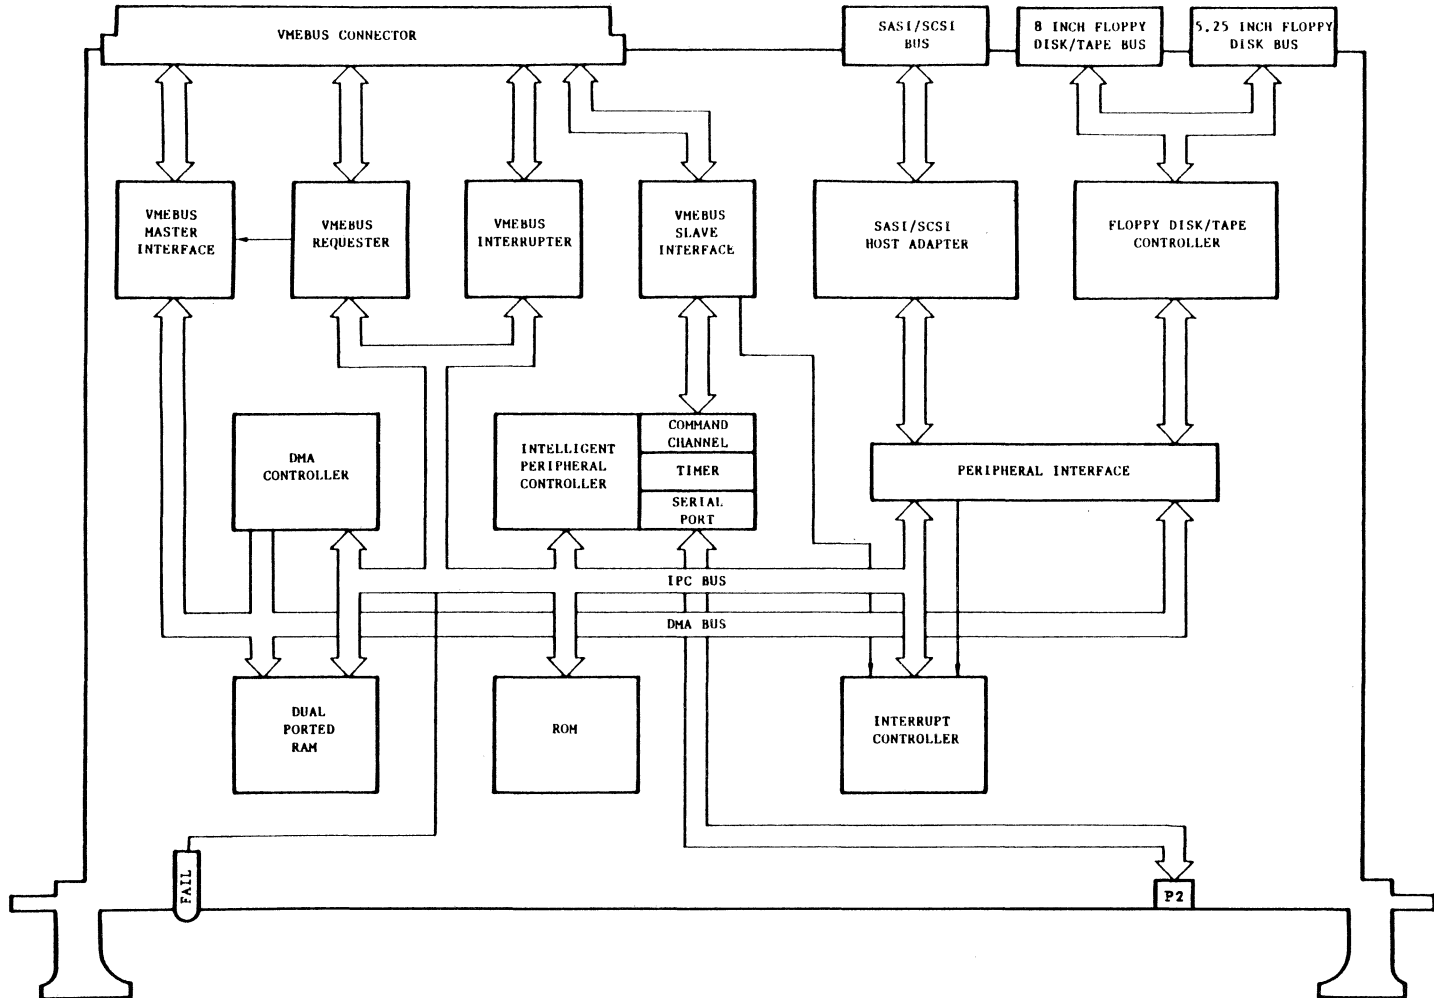 VMEBUS CONNECTOR
SASI/SCSI
BUS
8 INCH FLOPPY
DISK/TAPE BUS
5.25 INCH FLOPPY
DISK BUS
VMEBUS
MASTER
INTERFACE
VMEBUS
REQUESTER
VMEBUS
INTERRUPTER
VMEBUS
SLAVE
INTERFACE
SASI/SCSI
HOST ADAPTER
FLOPPY DISK/TAPE
CONTROLLER
DMA
CONTROLLER
INTELLIGENT
PERIPHERAL
CONTROLLER
COMMAND
CHANNEL
TIMER
SERIAL
PORT
PERIPHERAL INTERFACE
IPC BUS
DMA BUS
DUAL
PORTED
RAM
ROM
INTERRUPT
CONTROLLER
FAIL
P2